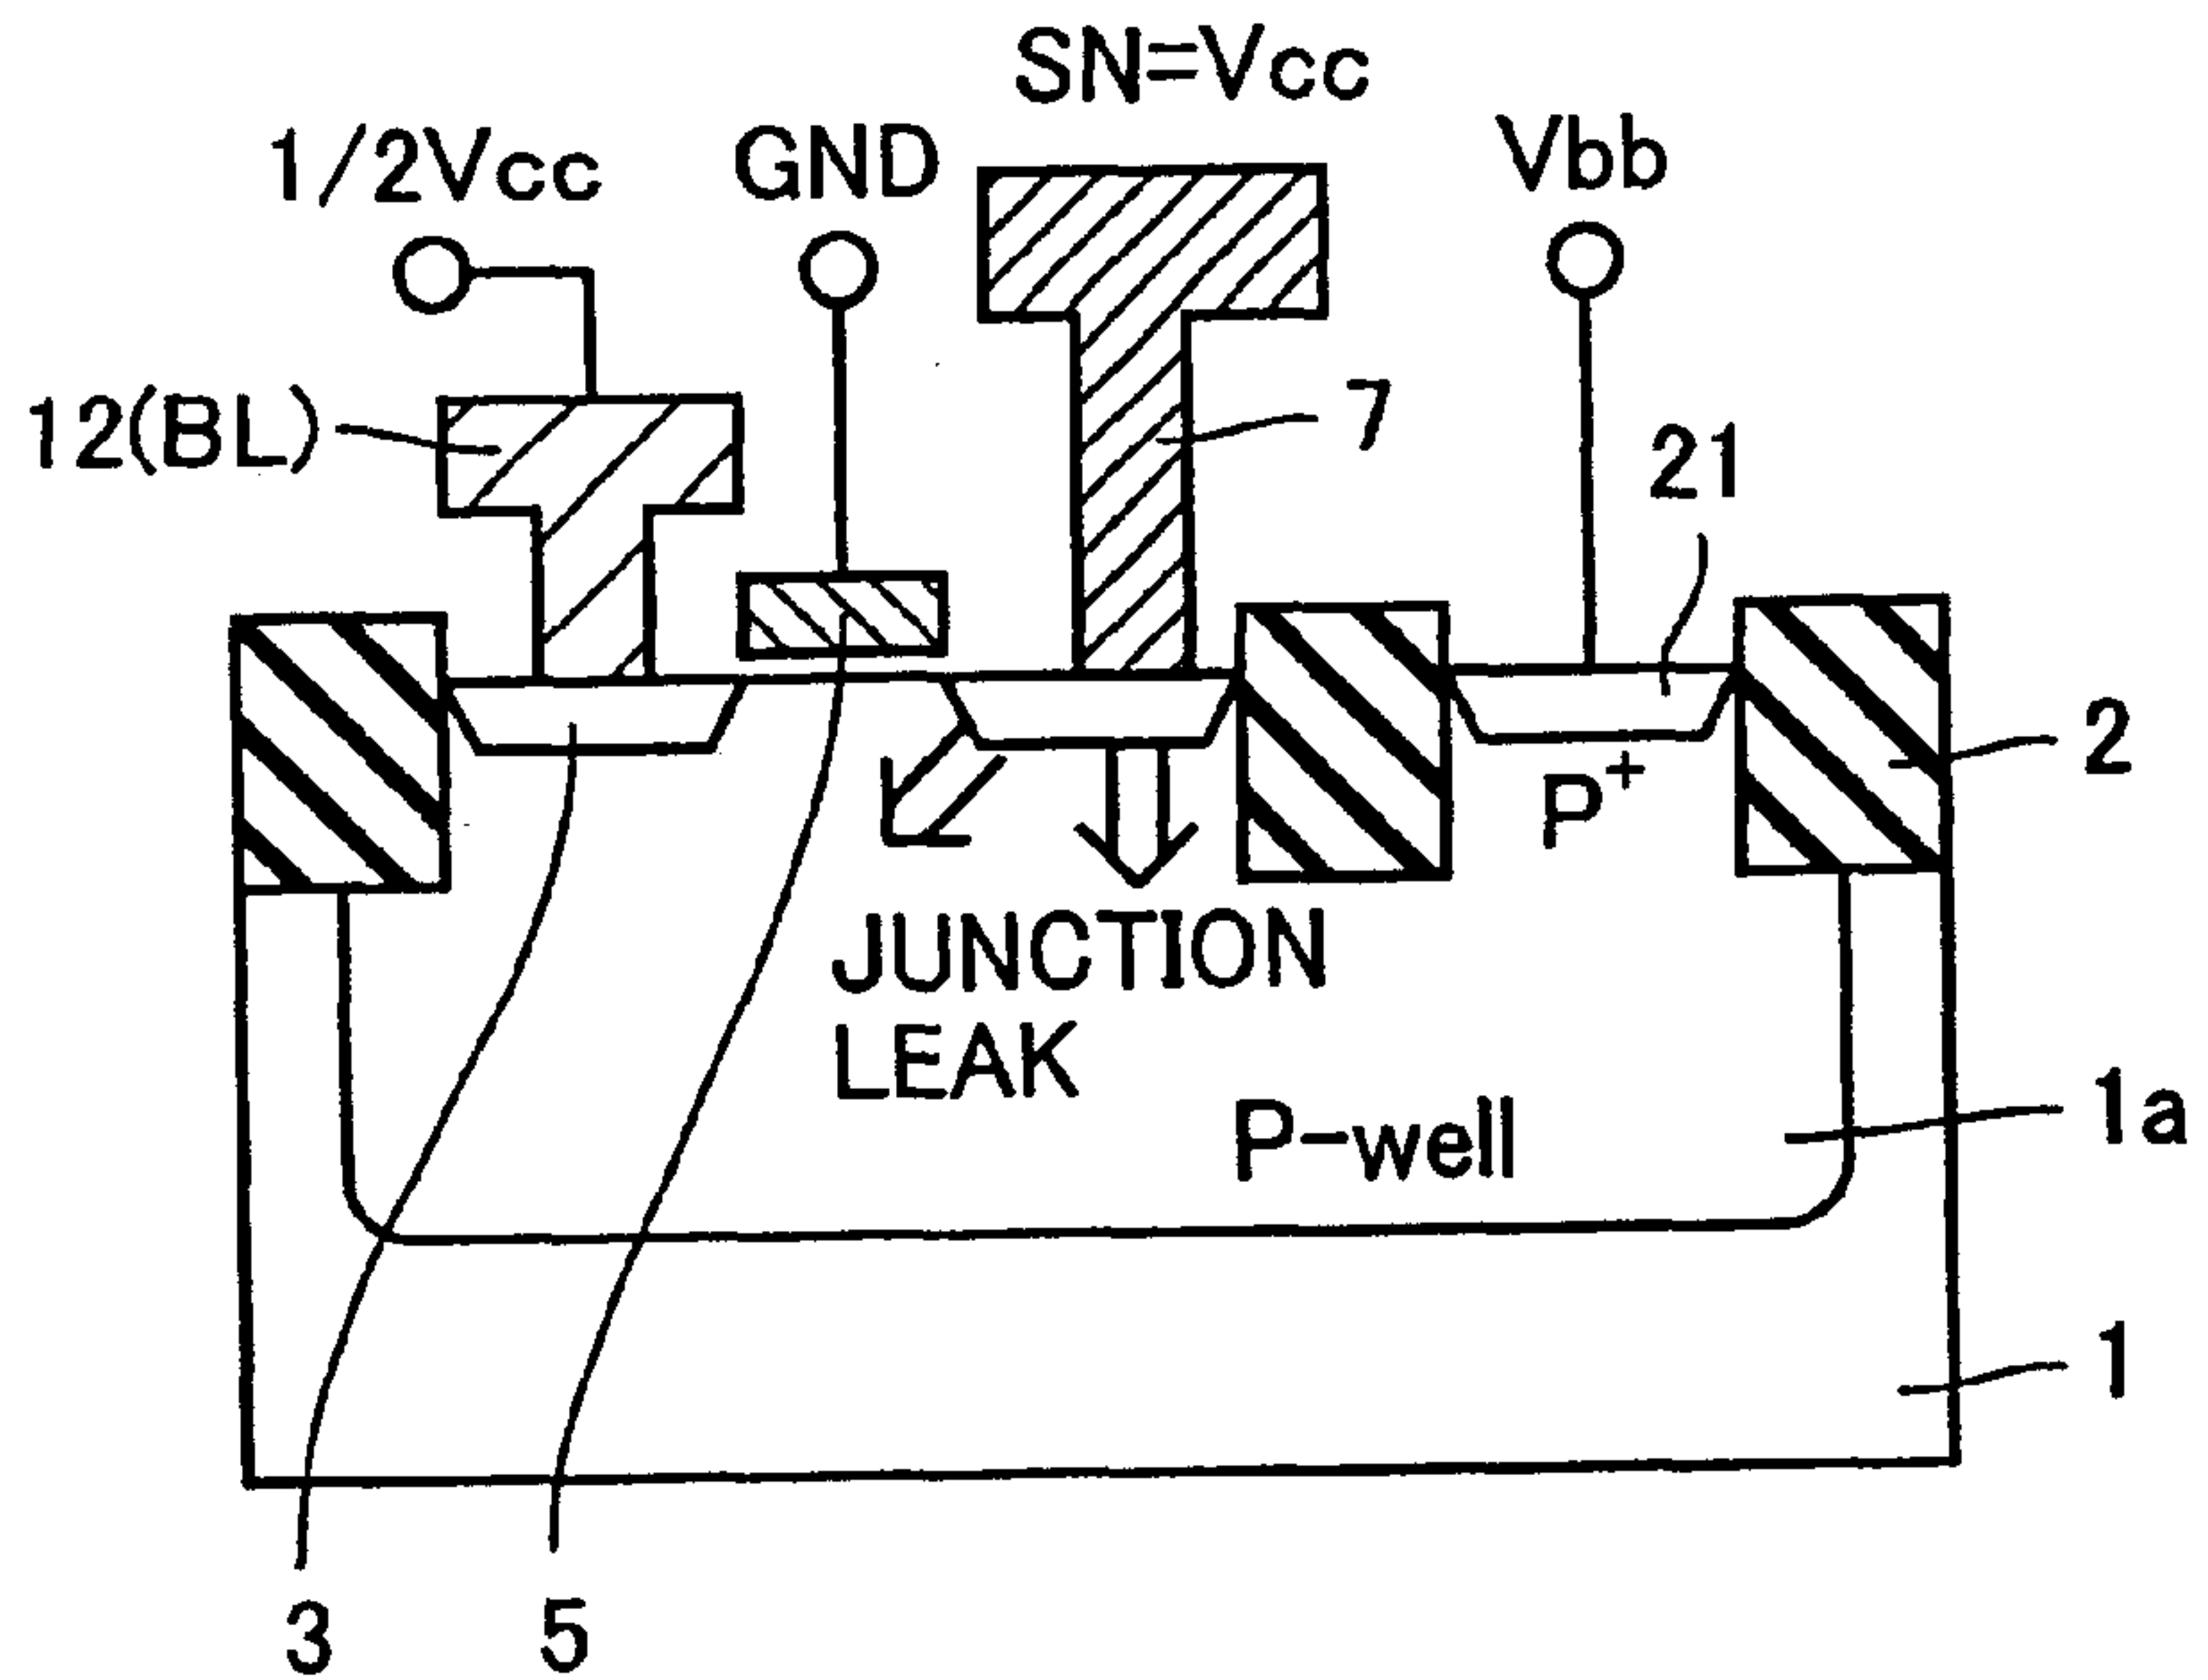 SN=Vcc
1/2Vcc
GND
Vbb
12(BL)
7
21
2
P+
JUNCTION
LEAK
P-well
1a
1
3
5